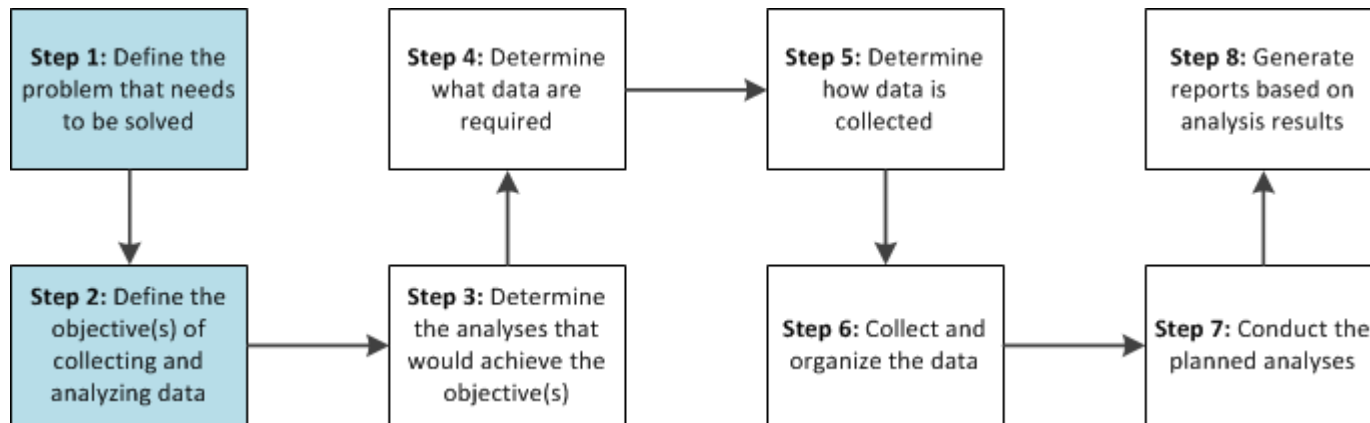 Step 1: Define the
problem that needs
to be solved
Step 2: Define the
objective(s) of
collecting and
analyzing data
Step 3: Determine
the analyses that
would achieve the
objective(s)
Step 4: Determine
what data are
required
Step 5: Determine
how data is
collected
Step 6: Collect and
organize the data
Step 7: Conduct the
planned analyses
Step 8: Generate
reports based on
analysis results